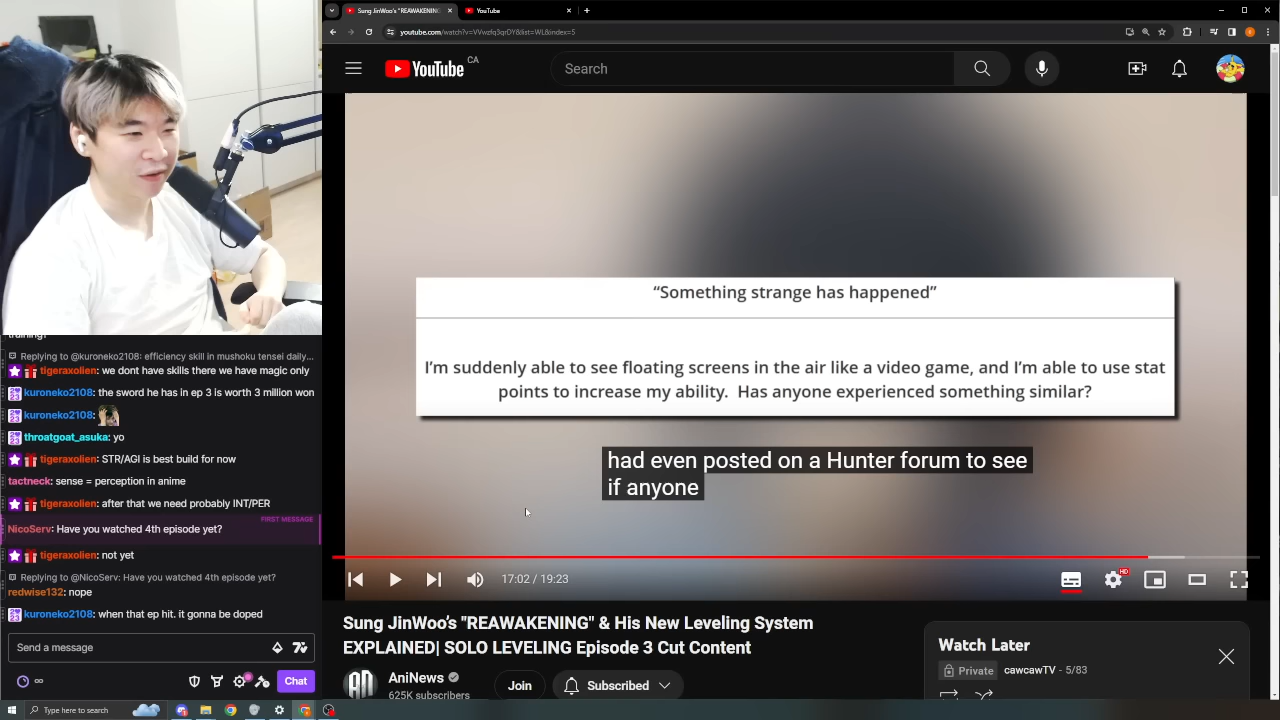 Sung JinWoo's "REAWAKENING"
YouTube
youtube.com/watch?v=VVwzfq3qrDY&list=WL&index=5
YouTube CA
Search
"Something strange has happened"
I'm suddenly able to see floating screens in the air like a video game, and I'm able to use stat
points to increase my ability. Has anyone experienced something similar?
had even posted on a Hunter forum to see
if anyone
17:02 / 19:23
HD
Sung JinWoo's "REAWAKENING" & His New Leveling System
EXPLAINED| SOLO LEVELING Episode 3 Cut Content
AN
AniNews
625K subscribers
Join
Subscribed
Watch Later
Private
cawcawTV - 5/83
training?
Replying to @kuroneko2108: efficiency skill in mushoku tensei daily...
tigeraxolien: we dont have skills there we have magic only
kuroneko2108: the sword he has in ep 3 is worth 3 million won
kuroneko2108:
throatgoat_asuka: yo
tigeraxolien: STR/AGI is best build for now
tactneck: sense = perception in anime
tigeraxolien: after that we need probably INT/PER
FIRST MESSAGE
NicoServ: Have you watched 4th episode yet?
tigeraxolien: not yet
Replying to @NicoServ: Have you watched 4th episode yet?
redwise132: nope
kuroneko2108: when that ep hit. it gonna be doped
Send a message
Chat
Type here to search